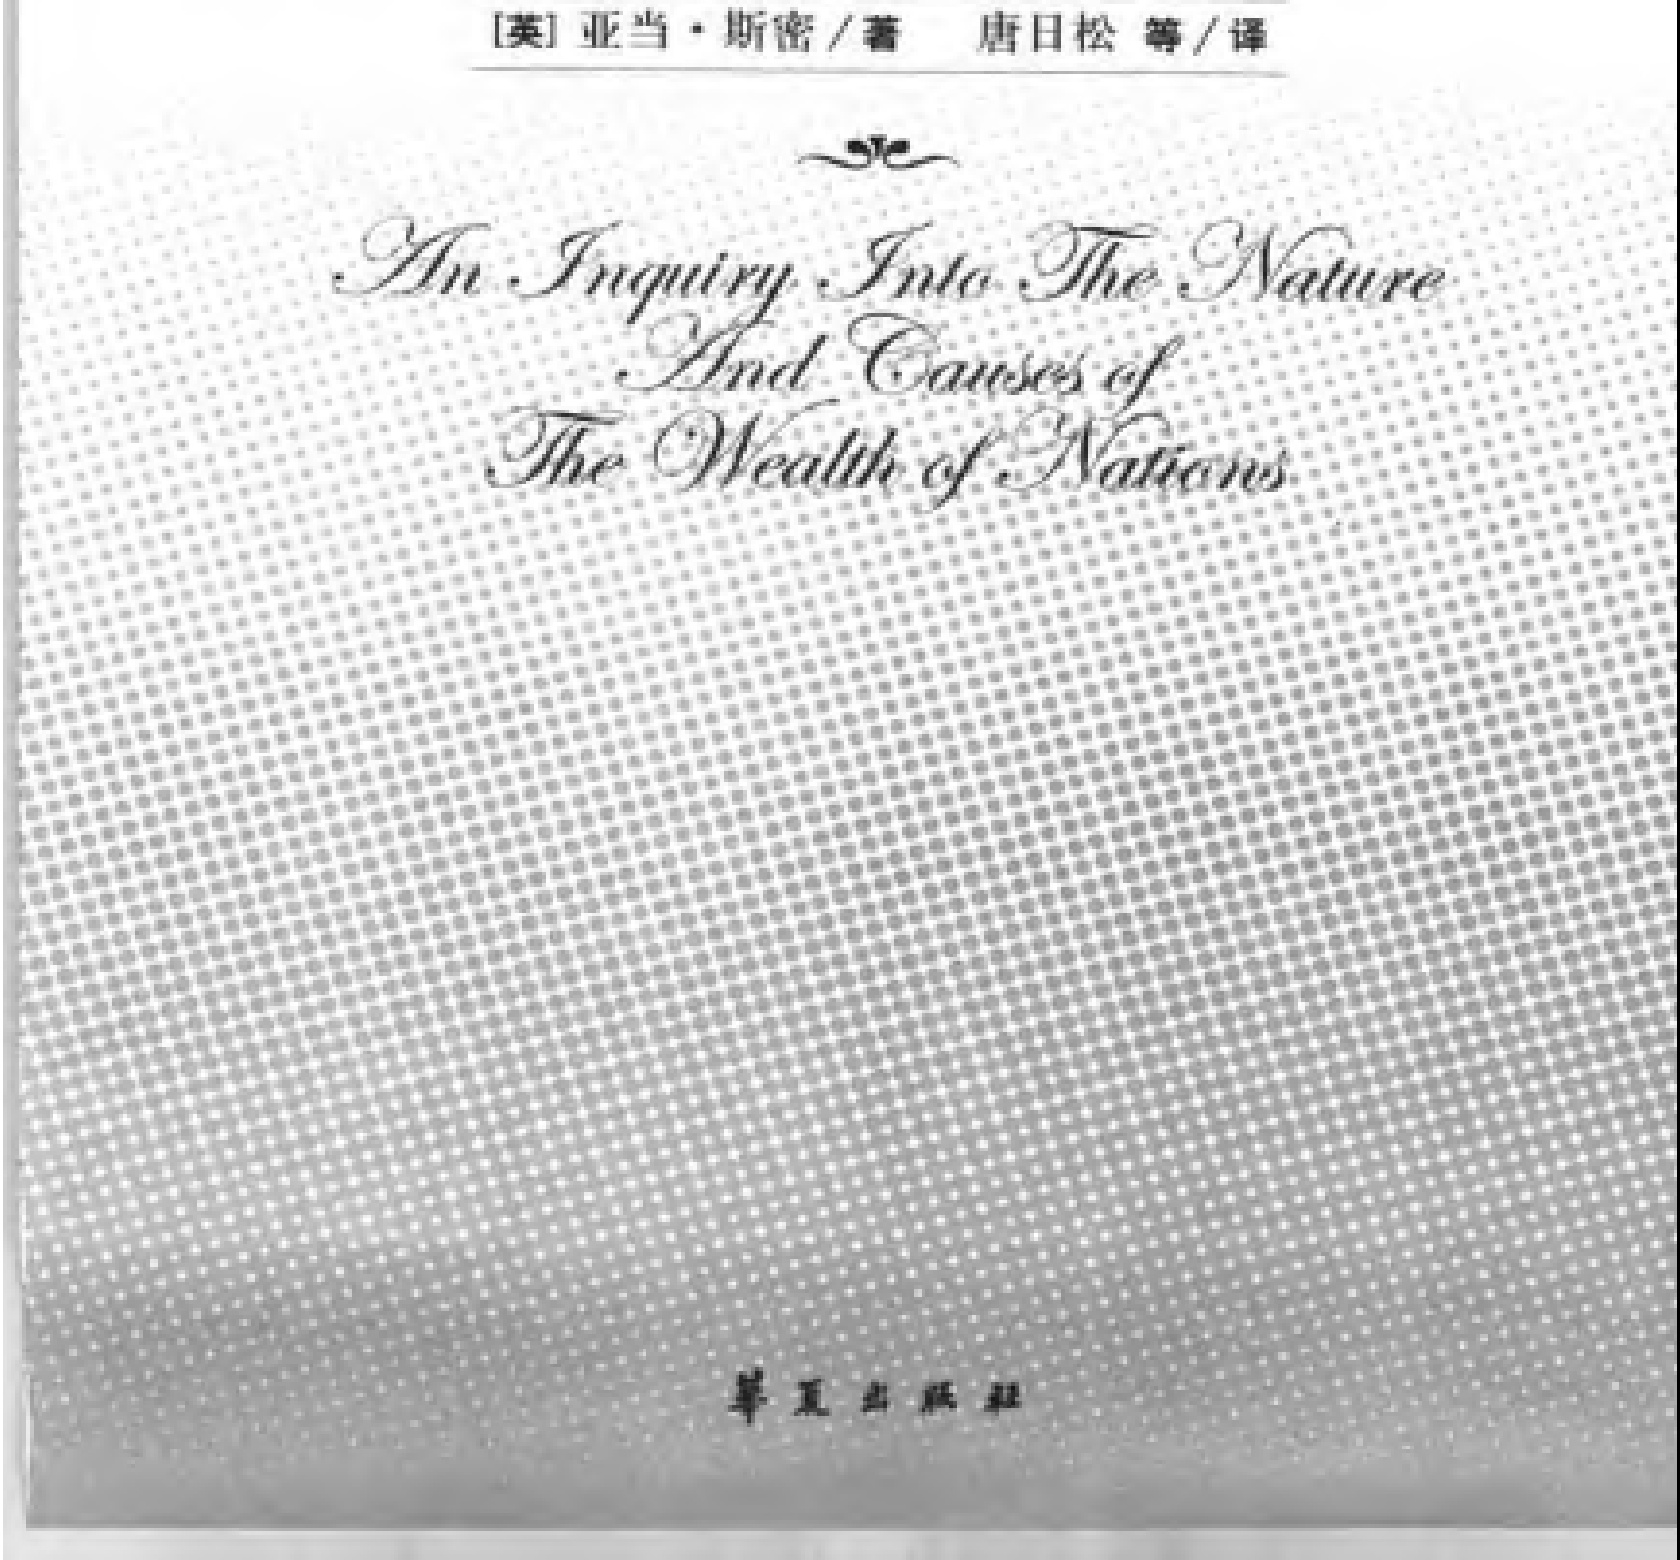 [英] 亚当·斯密/著 唐日松 等/译
An Inquiry Into The Nature
And Causes of
The Wealth of Nations
華夏出版社